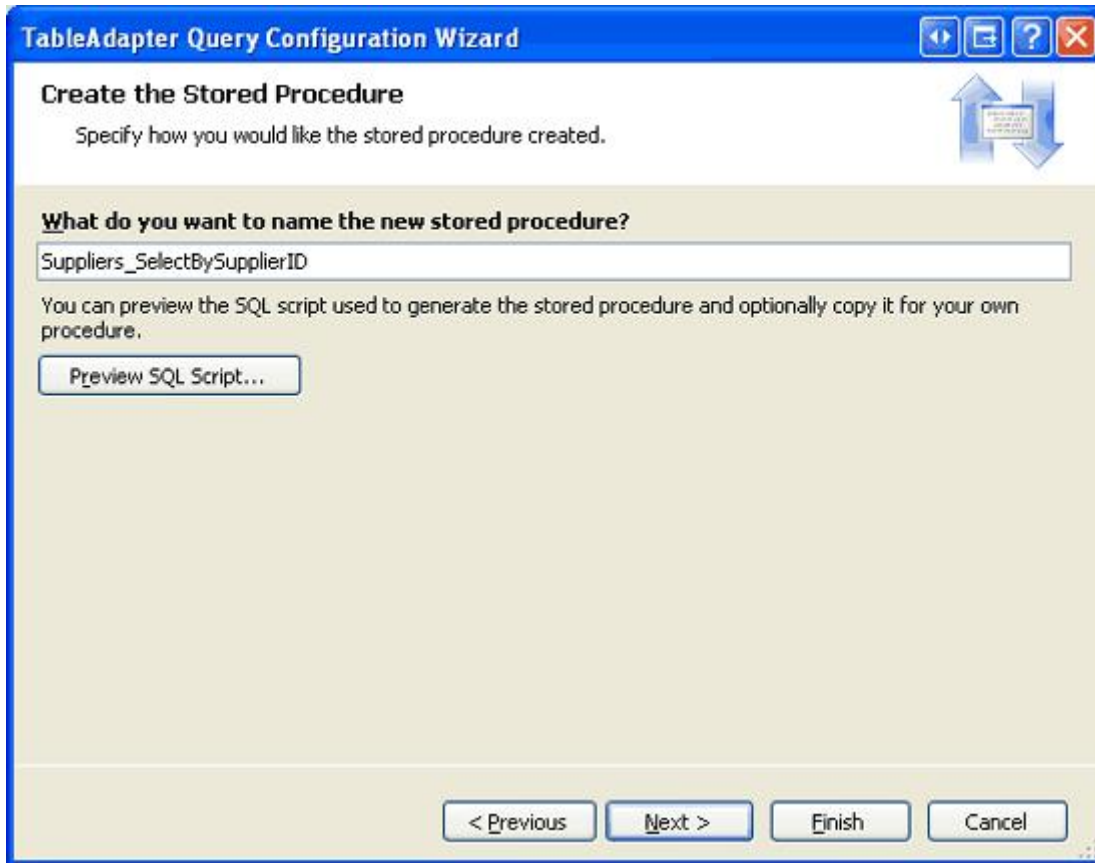 TableAdapter Query Configuration Wizard
Create the Stored Procedure
Specify how you would like the stored procedure created.
What do you want to name the new stored procedure?
Suppliers_SelectBySupplierID
You can preview the SQL script used to generate the stored procedure and optionally copy it for your own
procedure.
Preview SQL Script...
< Previous Next > Finish Cancel